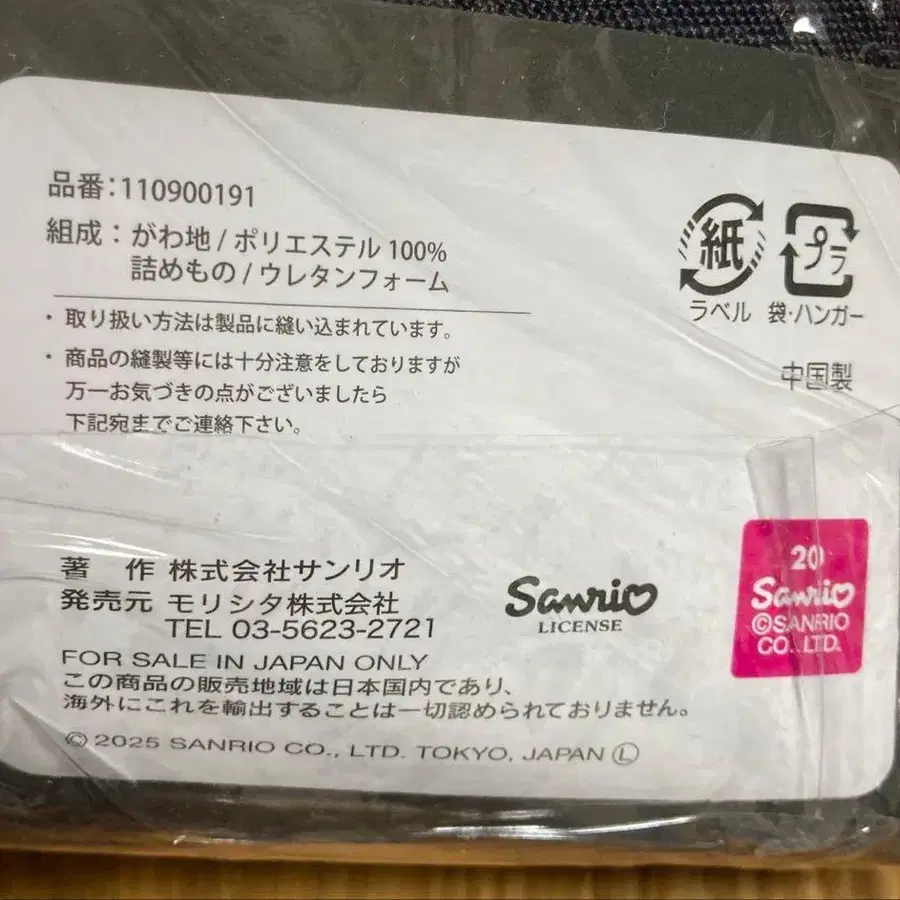 品番：110900191
組成：がわ地 / ポリエステル 100%
詰めもの / ウレタンフォーム
・ 取り扱い方法は製品に縫い込まれています。
・ 商品の縫製等には十分注意をしておりますが
万一お気づきの点がございましたら
下記宛までご連絡下さい。
紙
ラベル
プラ
袋・ハンガー
中国製
著　作 株式会社サンリオ
発売元 モリシタ株式会社
TEL 03-5623-2721
FOR SALE IN JAPAN ONLY
この商品の販売地域は日本国内であり、
海外にこれを輸出することは一切認められておりません。
© 2025 SANRIO CO., LTD. TOKYO, JAPAN Ⓛ
Sanrio
LICENSE
20
Sanrio
©SANRIO
CO., LTD.